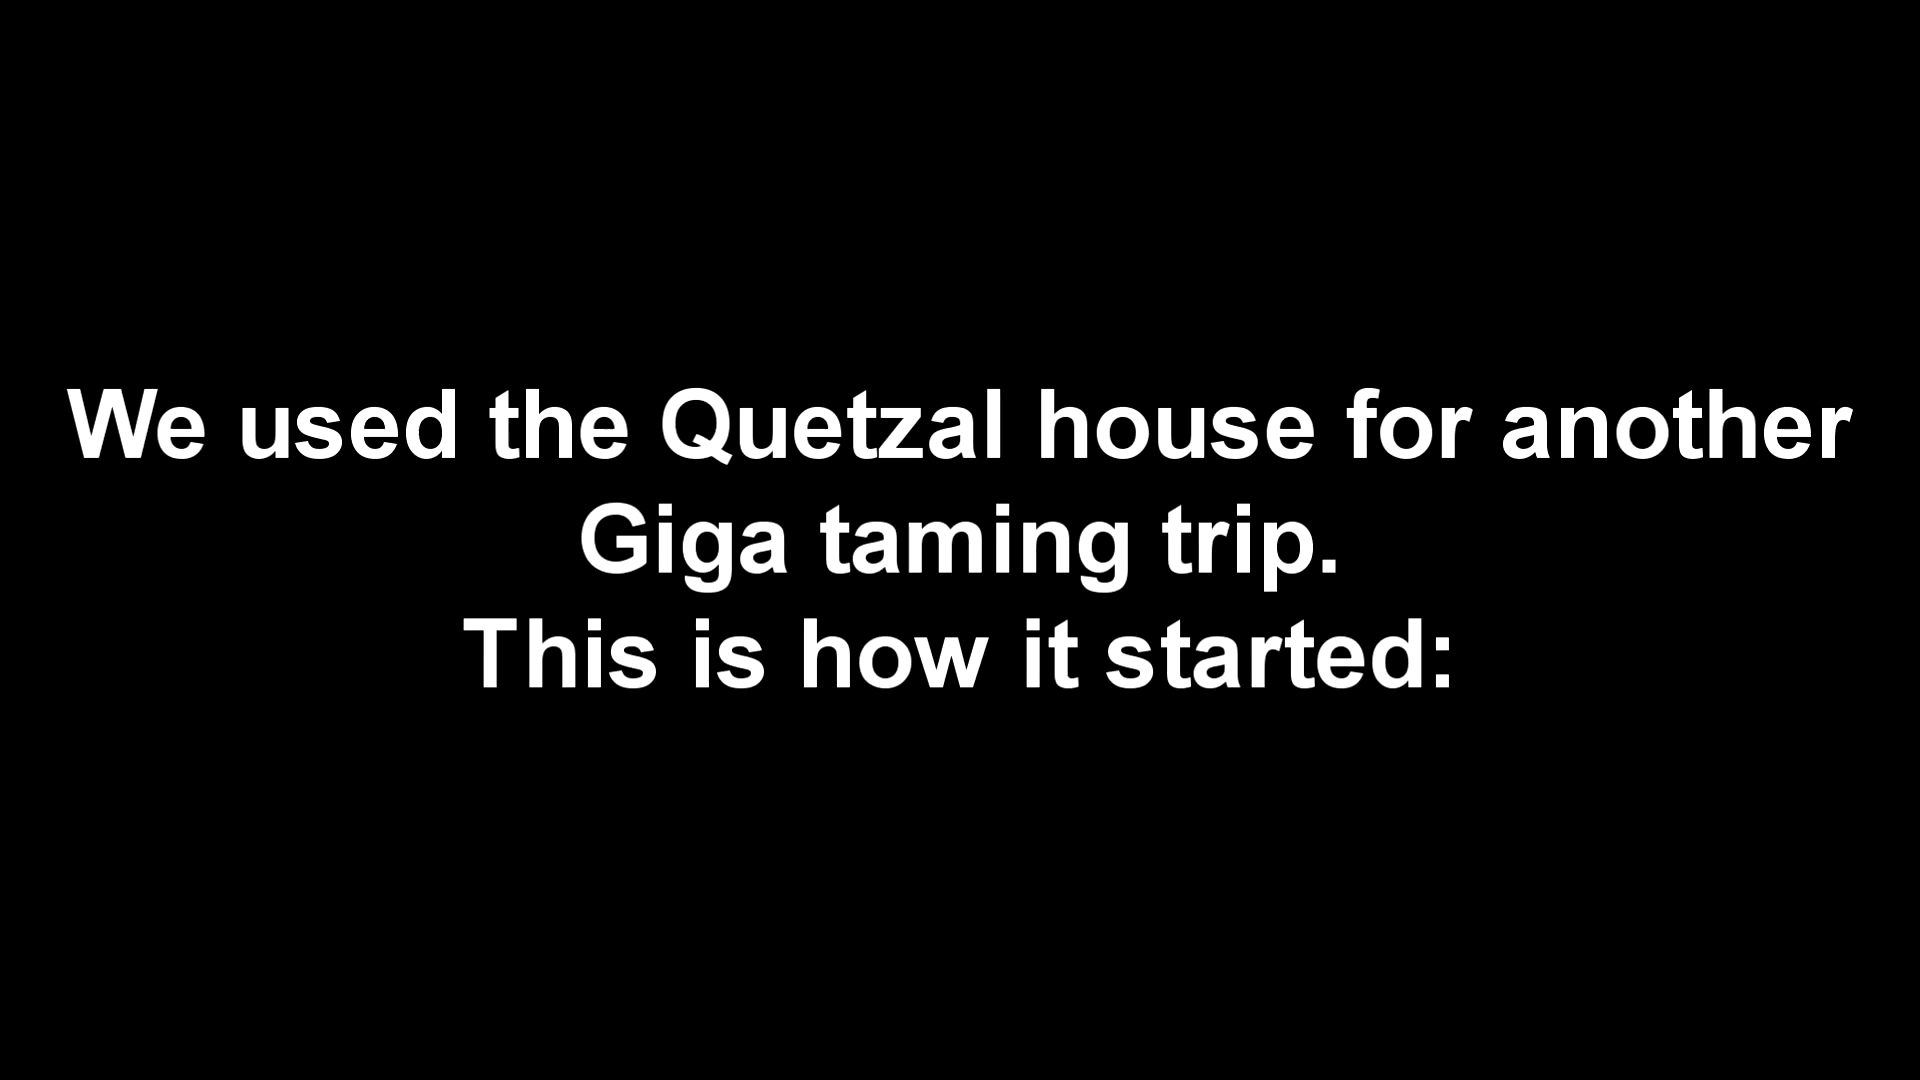 We used the Quetzal house for another
Giga taming trip.
This is how it started: